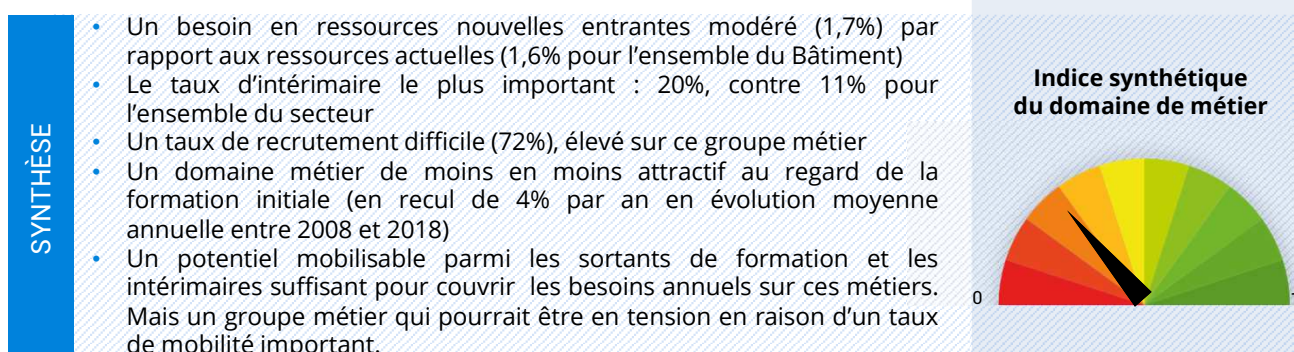 SYNTHÈSE
• Un besoin en ressources nouvelles entrantes modéré (1,7%) par
rapport aux ressources actuelles (1,6% pour l’ensemble du Bâtiment)
• Le taux d’intérimaire le plus important : 20%, contre 11% pour
l’ensemble du secteur
• Un taux de recrutement difficile (72%), élevé sur ce groupe métier
• Un domaine métier de moins en moins attractif au regard de la
formation initiale (en recul de 4% par an en évolution moyenne
annuelle entre 2008 et 2018)
• Un potentiel mobilisable parmi les sortants de formation et les
intérimaires suffisant pour couvrir les besoins annuels sur ces métiers.
Mais un groupe métier qui pourrait être en tension en raison d’un taux
de mobilité important.
Indice synthétique
du domaine de métier
0